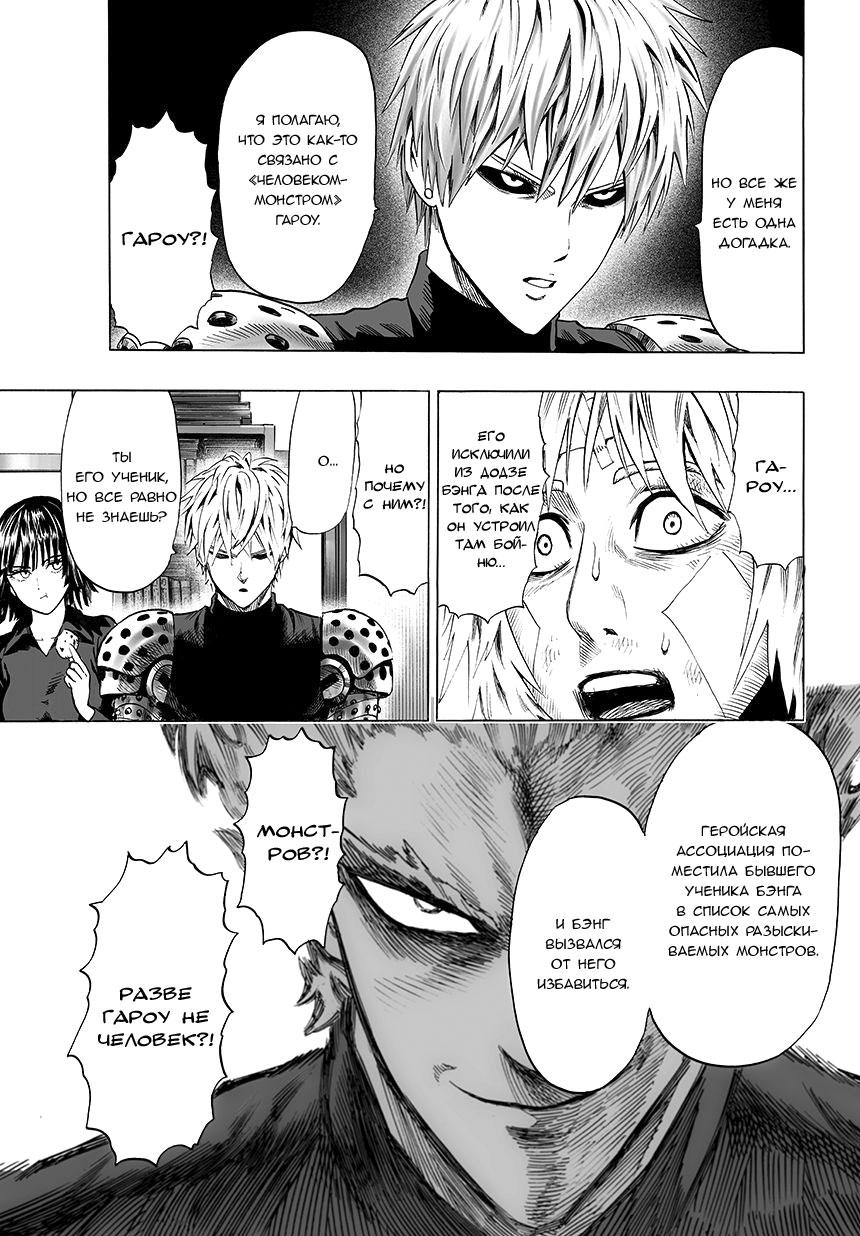 НО ВСЕ ЖЕ
У МЕНЯ
ЕСТЬ ОДНА
ДОГАДКА.
Я ПОЛАГАЮ,
ЧТО ЭТО КАК-ТО
СВЯЗАНО С
«ЧЕЛОВЕКОМ-
МОНСТРОМ»
ГАРОУ.
ГАРОУ?!
ГА-
РОУ...
ЕГО
ИСКЛЮЧИЛИ
ИЗ ДОДЗЕ
БЭНГА ПОСЛЕ
ТОГО, КАК
ОН УСТРОИЛ
ТАМ БОЙ-
НЮ...
НО
ПОЧЕМУ
С НИМ?!
О...
ТЫ
ЕГО УЧЕНИК,
НО ВСЕ РАВНО
НЕ ЗНАЕШЬ?
ГЕРОЙСКАЯ
АССОЦИАЦИЯ ПО-
МЕСТИЛА БЫВШЕГО
УЧЕНИКА БЭНГА
В СПИСОК САМЫХ
ОПАСНЫХ РАЗЫСКИ-
ВАЕМЫХ МОНСТРОВ.
И БЭНГ
ВЫЗВАЛСЯ
ОТ НЕГО
ИЗБАВИТЬСЯ.
МОНСТ-
РОВ?!
РАЗВЕ
ГАРОУ НЕ
ЧЕЛОВЕК?!